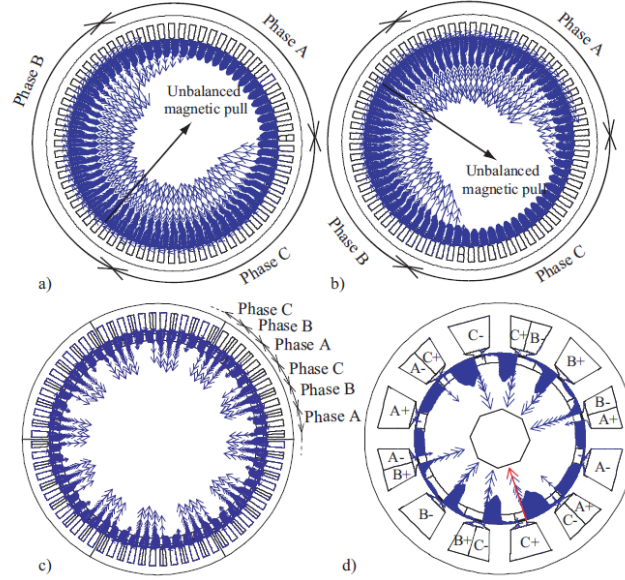 Phase A
Phase B
Unbalanced
magnetic pull
Phase C
a)
Phase A
Unbalanced
magnetic pull
Phase B
Phase C
b)
Phase C
Phase B
Phase A
Phase C
Phase B
Phase A
c)
C-
C+
B-
B+
B-
A+
A-
A+
C-
C+
C-
B+
B-
B+
A-
A+
A-
C+
d)